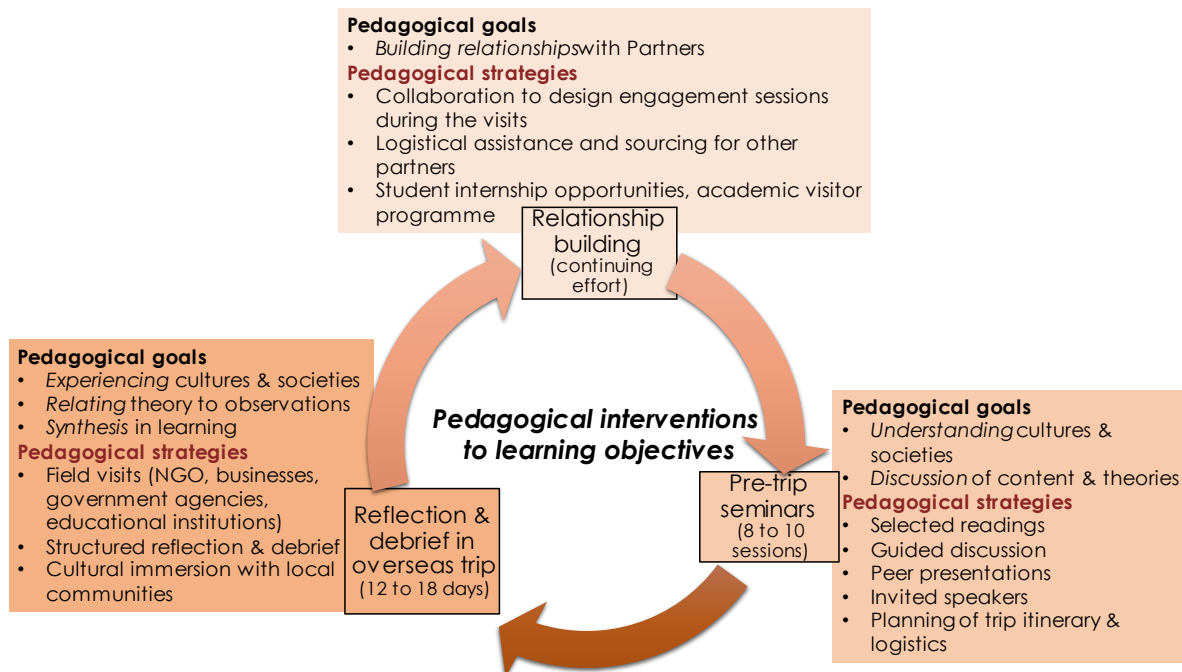 Pedagogical goals
• Building relationshipswith Partners
Pedagogical strategies
• Collaboration to design engagement sessions
during the visits
• Logistical assistance and sourcing for other
partners
• Student internship opportunities, academic visitor
programme
Relationship
building
(continuing
effort)
Pedagogical goals
• Experiencing cultures & societies
• Relating theory to observations
• Synthesis in learning
Pedagogical strategies
• Field visits (NGO, businesses,
government agencies,
educational institutions)
• Structured reflection & debrief
• Cultural immersion with local
communities
Reflection &
debrief in
overseas trip
(12 to 18 days)
Pedagogical interventions
to learning objectives
Pre-trip
seminars
(8 to 10
sessions)
Pedagogical goals
• Understanding cultures &
societies
• Discussion of content & theories
Pedagogical strategies
• Selected readings
• Guided discussion
• Peer presentations
• Invited speakers
• Planning of trip itinerary &
logistics